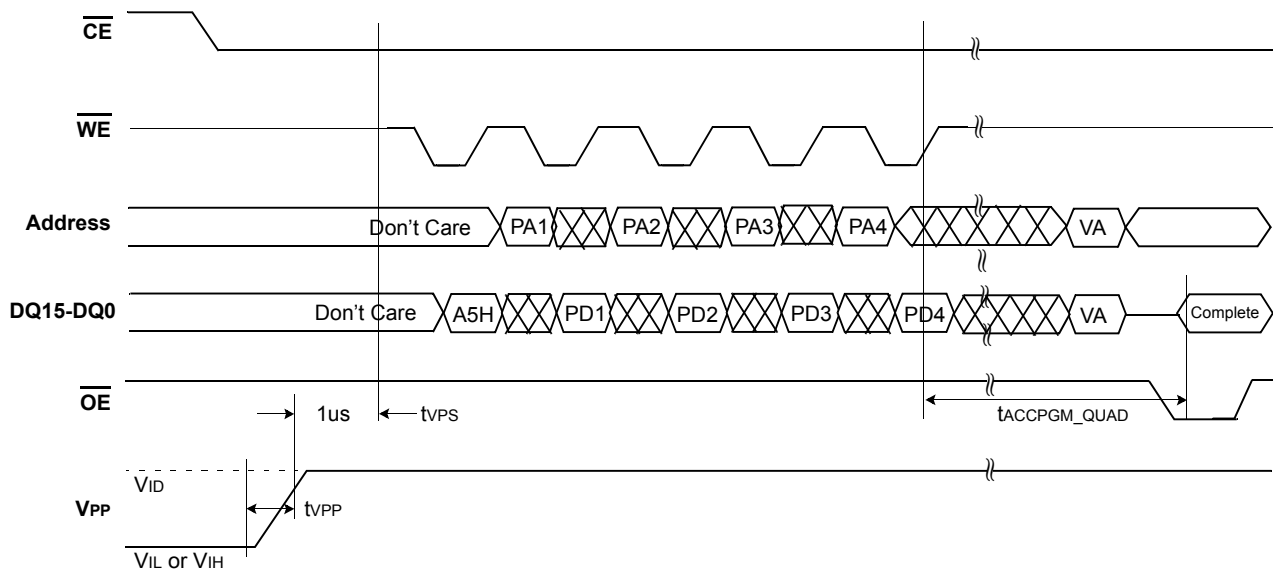 CE
WE
Address Don't Care PA1 PA2 PA3 PA4 VA
DQ15-DQ0 Don't Care A5H PD1 PD2 PD3 PD4 VA Complete
OE
1us tVPS tACCPGM_QUAD
VID
VPP tVPP
VIL or VIH